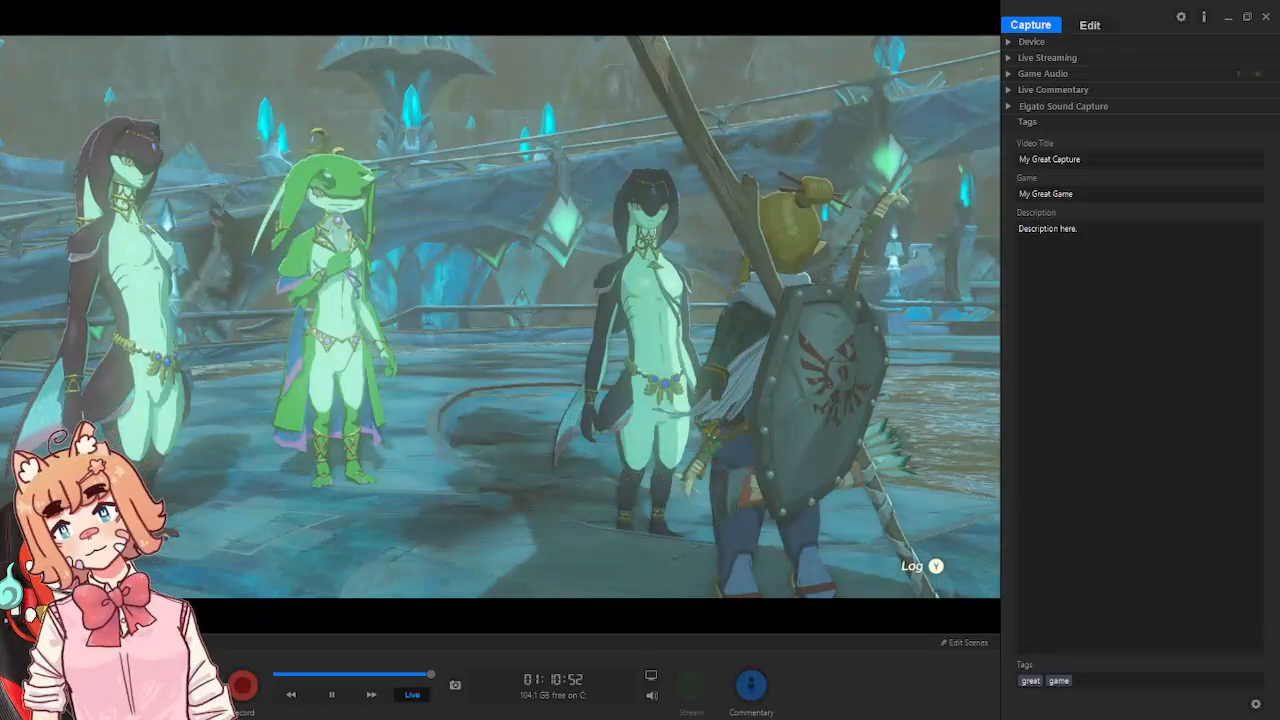 Capture
Edit
Device
Live Streaming
Game Audio
Live Commentary
Elgato Sound Capture
Tags
Video Title
My Great Capture
Game
My Great Game
Description
Description here.
Log Y
Edit Scenes
01: 10:52
104.1 GB free on C:
Live
Stream
Commentary
Tags
great game